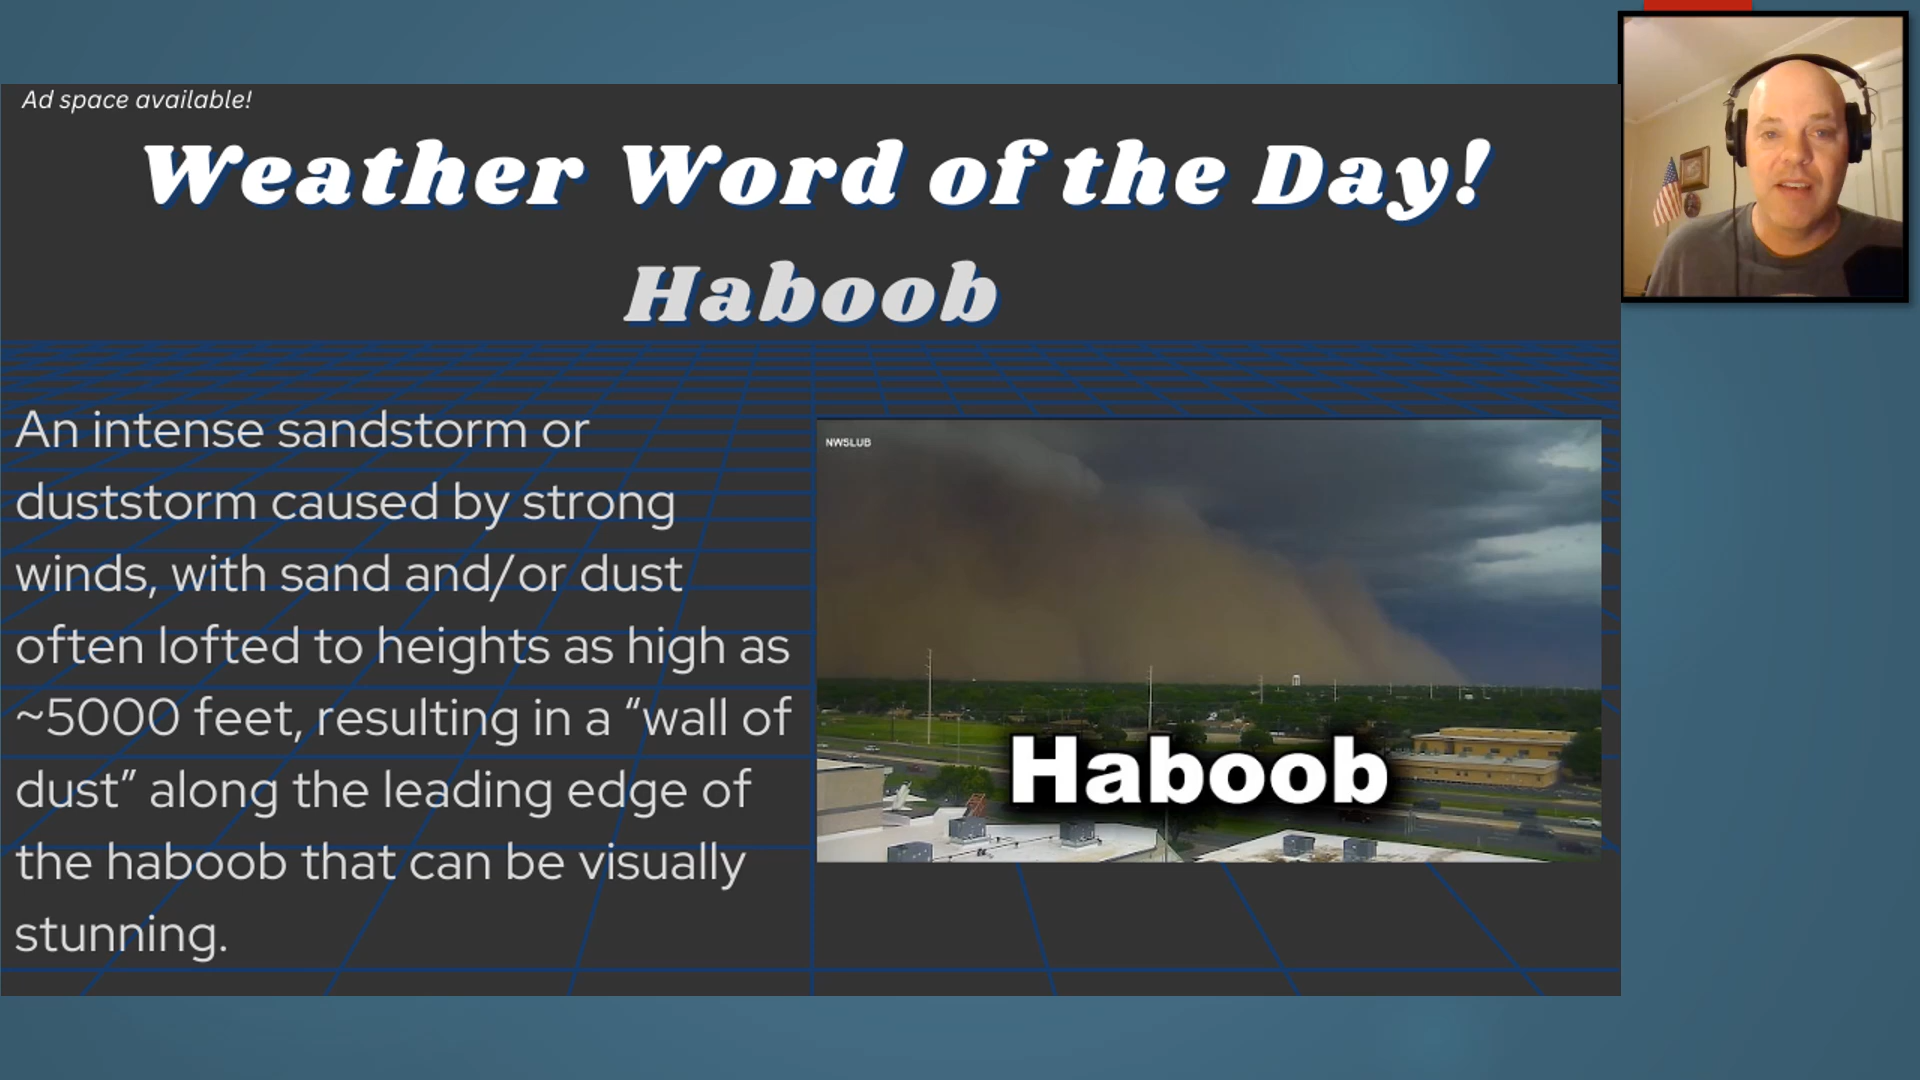 Ad space available!
Weather Word of the Day!
Haboob
An intense sandstorm or
duststorm caused by strong
winds, with sand and/or dust
often lofted to heights as high as
~5000 feet, resulting in a “wall of
dust” along the leading edge of
the haboob that can be visually
stunning.
NWSLUB
Haboob